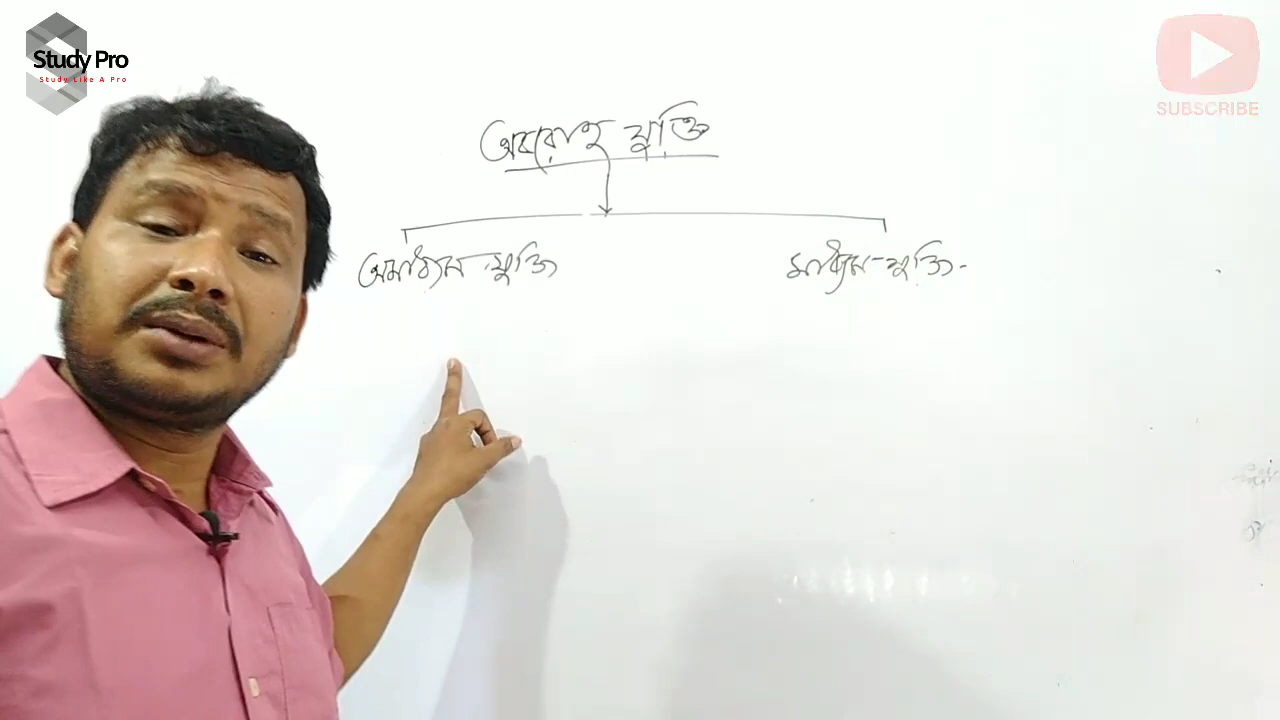 Study Pro
Study Like A Pro
SUBSCRIBE
অবরোহ যুক্তি
অমাধ্যম যুক্তি
মাধ্যম-যুক্তি-